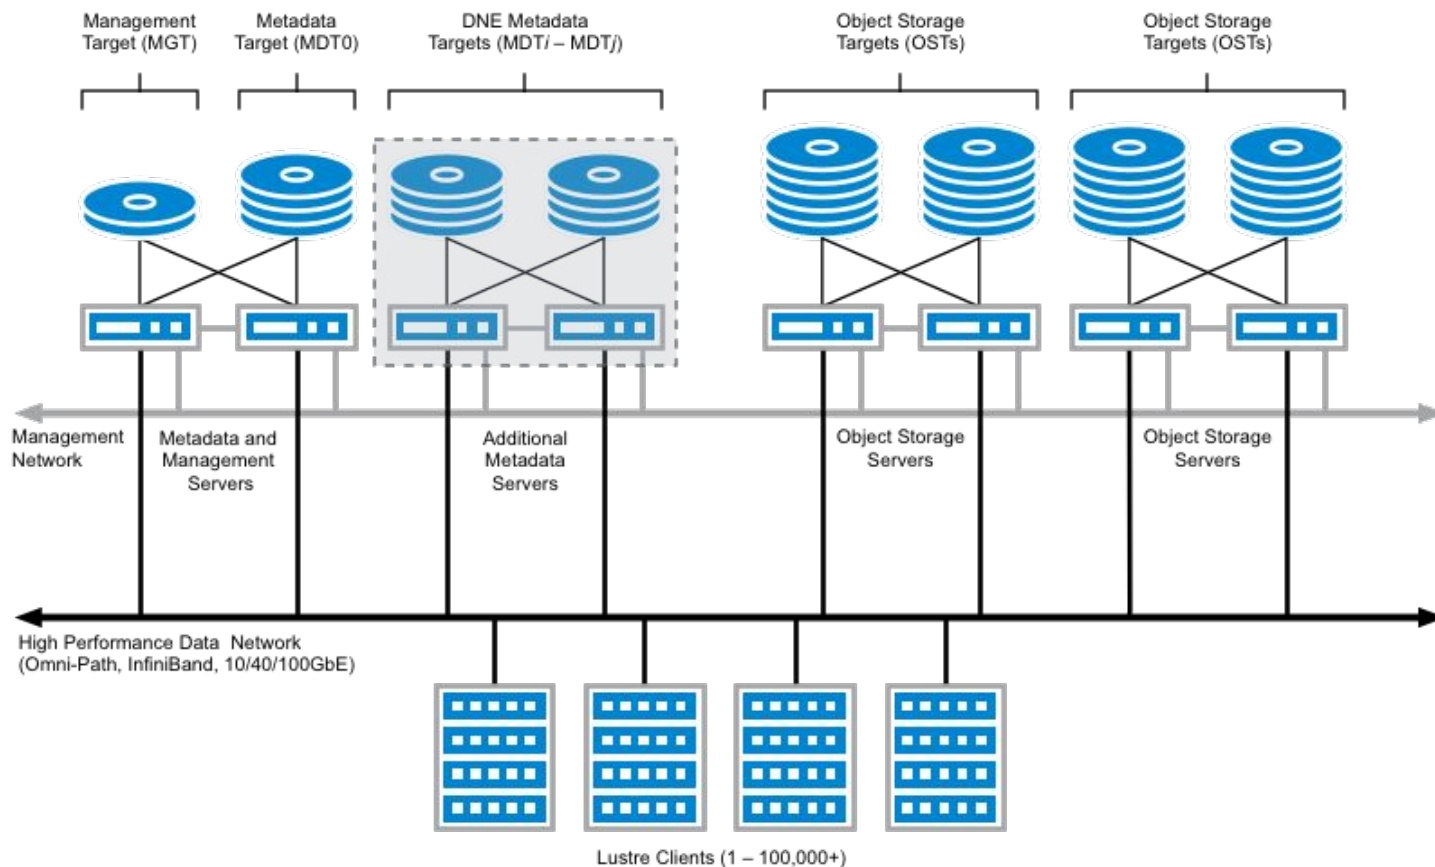 Management
Target (MGT)
Metadata
Target (MDT0)
DNE Metadata
Targets (MDTi – MDTj)
Object Storage
Targets (OSTs)
Object Storage
Targets (OSTs)
Management
Network
Metadata and
Management
Servers
Additional
Metadata
Servers
Object Storage
Servers
Object Storage
Servers
High Performance Data Network
(Omni-Path, InfiniBand, 10/40/100GbE)
Lustre Clients (1 – 100,000+)